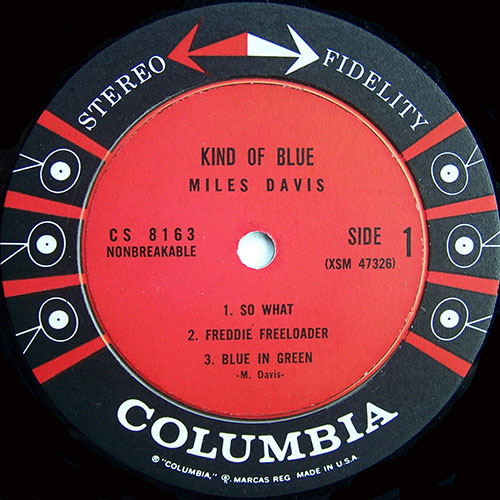 STEREO FIDELITY
KIND OF BLUE
MILES DAVIS
CS 8163
NONBREAKABLE
SIDE 1
(XSM 47326)
1. SO WHAT
2. FREDDIE FREELOADER
3. BLUE IN GREEN
-M. Davis-
COLUMBIA
® "COLUMBIA," Ⓟ. MARCAS REG MADE IN U.S.A.